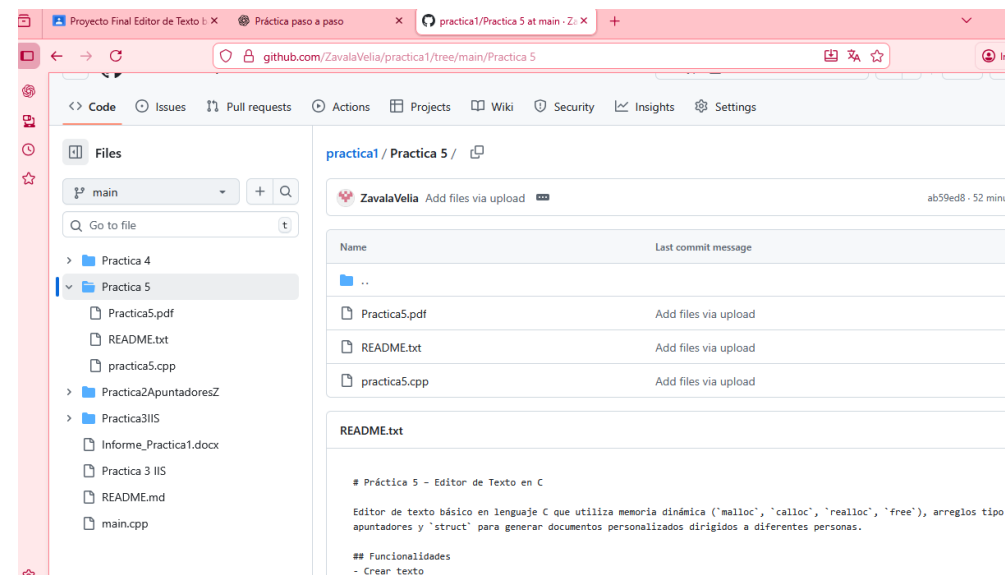 Proyecto Final Editor de Texto b
Práctica paso a paso
practica1/Practica 5 at main · Za
github.com/ZavalaVelia/practica1/tree/main/Practica 5
Code
Issues
Pull requests
Actions
Projects
Wiki
Security
Insights
Settings
Files
practica1 / Practica 5 /
main
ZavalaVelia Add files via upload
ab59ed8 · 52 minu
Go to file
t
Name
Last commit message
Practica 4
..
Practica 5
Practica5.pdf
Practica5.pdf
Add files via upload
README.txt
README.txt
Add files via upload
practica5.cpp
practica5.cpp
Add files via upload
Practica2ApuntadoresZ
Practica3IIS
README.txt
Informe_Practica1.docx
Practica 3 IIS
README.md
main.cpp
# Práctica 5 – Editor de Texto en C
Editor de texto básico en lenguaje C que utiliza memoria dinámica (`malloc`, `calloc`, `realloc`, `free`), arreglos tipo
apuntadores y `struct` para generar documentos personalizados dirigidos a diferentes personas.
## Funcionalidades
- Crear texto